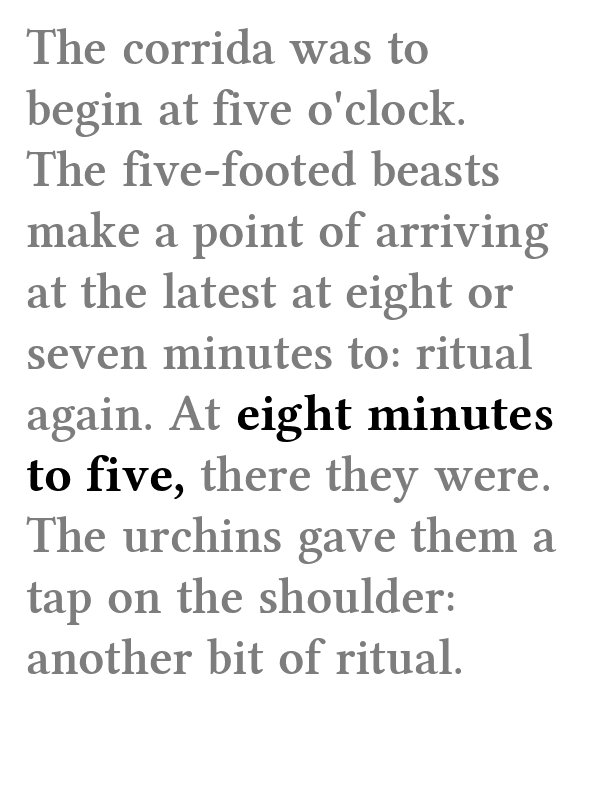 The corrida was to
begin at five o'clock.
The five-footed beasts
make a point of arriving
at the latest at eight or
seven minutes to: ritual
again. At eight minutes
to five, there they were.
The urchins gave them a
tap on the shoulder:
another bit of ritual.